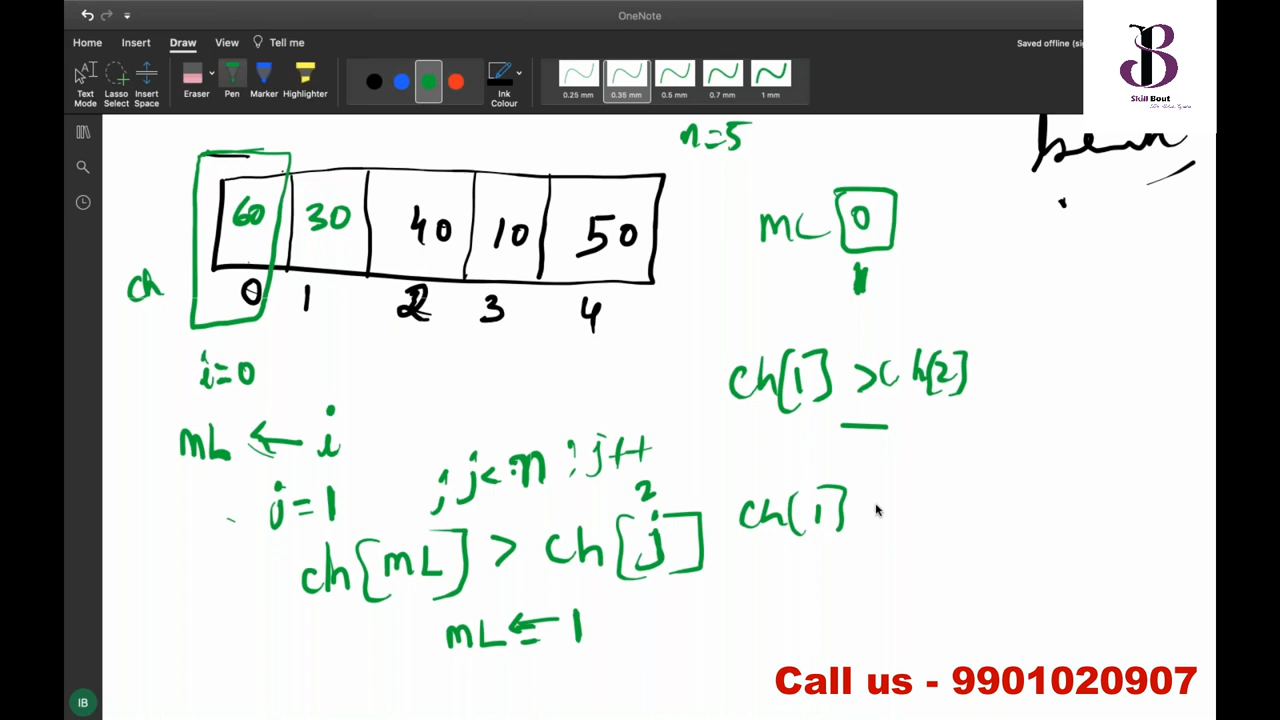 OneNote
Home Insert Draw View Tell me
Saved offline (sig
Text Mode
Lasso Select
Insert Space
Eraser
Pen
Marker
Highlighter
Ink Colour
0.25 mm
0.35 mm
0.5 mm
0.7 mm
1 mm
Skill Bout
n=5
60 30 40 10 50
mL 0
1
ch
0 1 2 3 4
i=0
ch[1] > ch[2]
mL ← i
j=1 ; j<n ; j++
2
ch[mL] > ch[j]
ch[1]
mL ← 1
Call us - 9901020907
IB